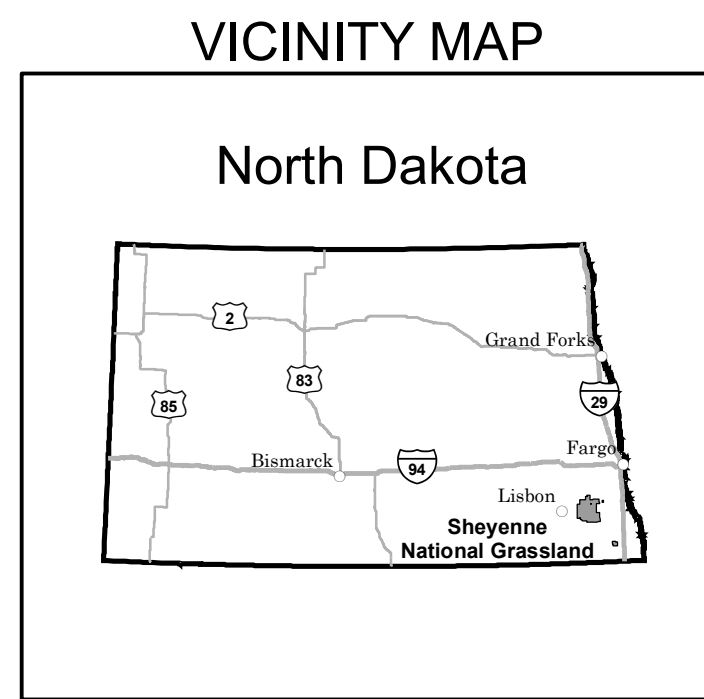 VICINITY MAP
North Dakota
2
Grand Forks
83
85
29
Fargo
Bismarck
94
Lisbon
Sheyenne
National Grassland